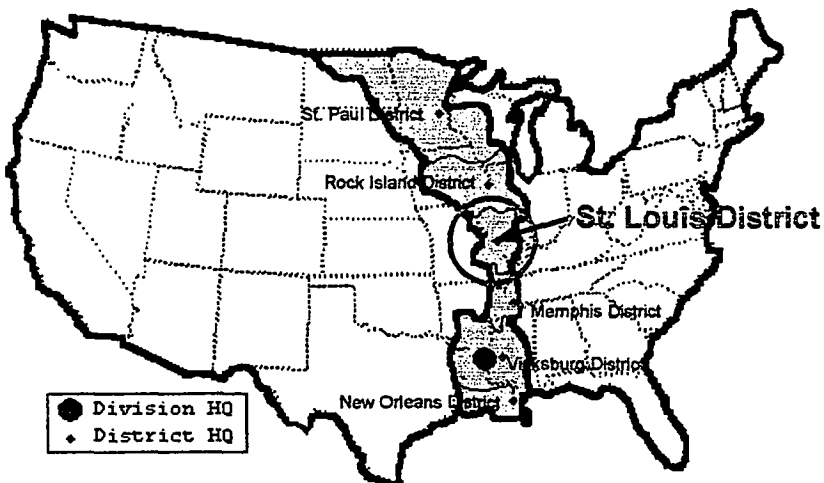 St. Paul District
Rock Island District
St. Louis District
Memphis District
Vicksburg District
New Orleans District
Division HQ
District HQ